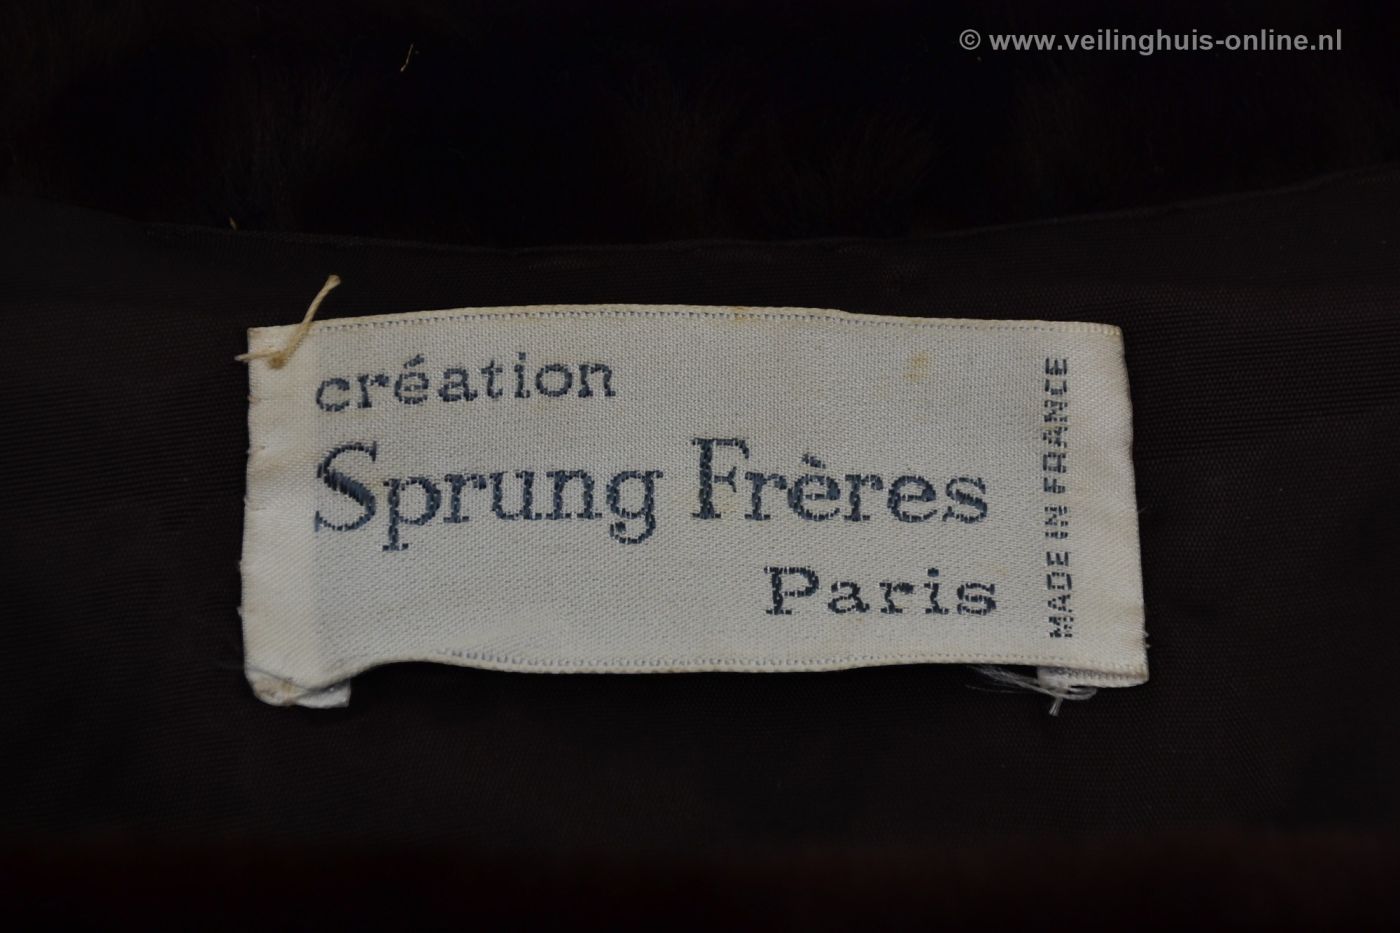 © www.veilinghuis-online.nl
création
Sprung Frères
Paris
MADE IN FRANCE